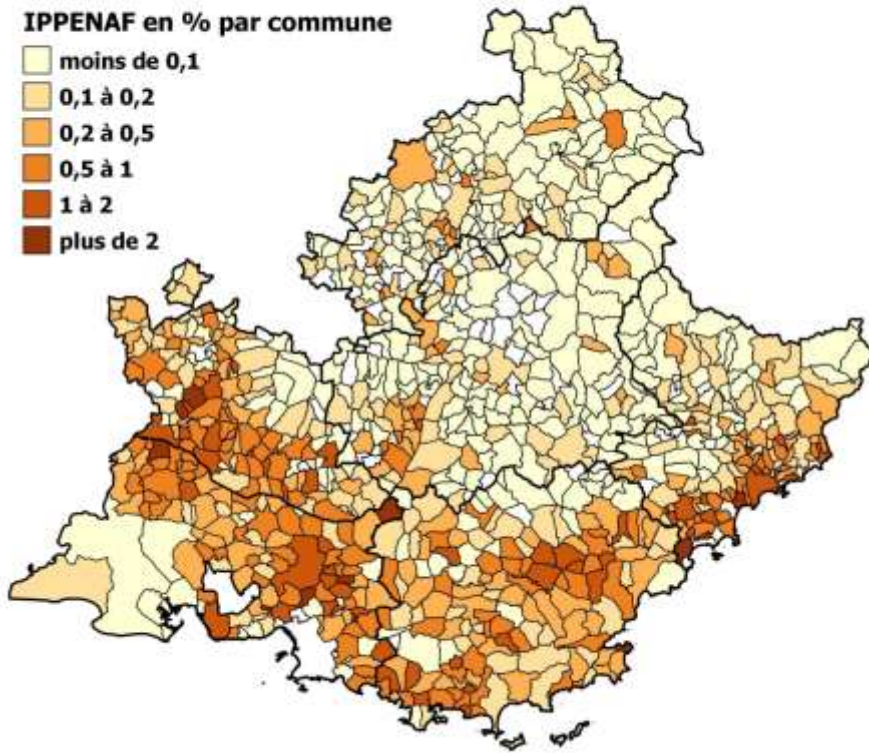 IPPENAF en % par commune
moins de 0,1
0,1 à 0,2
0,2 à 0,5
0,5 à 1
1 à 2
plus de 2